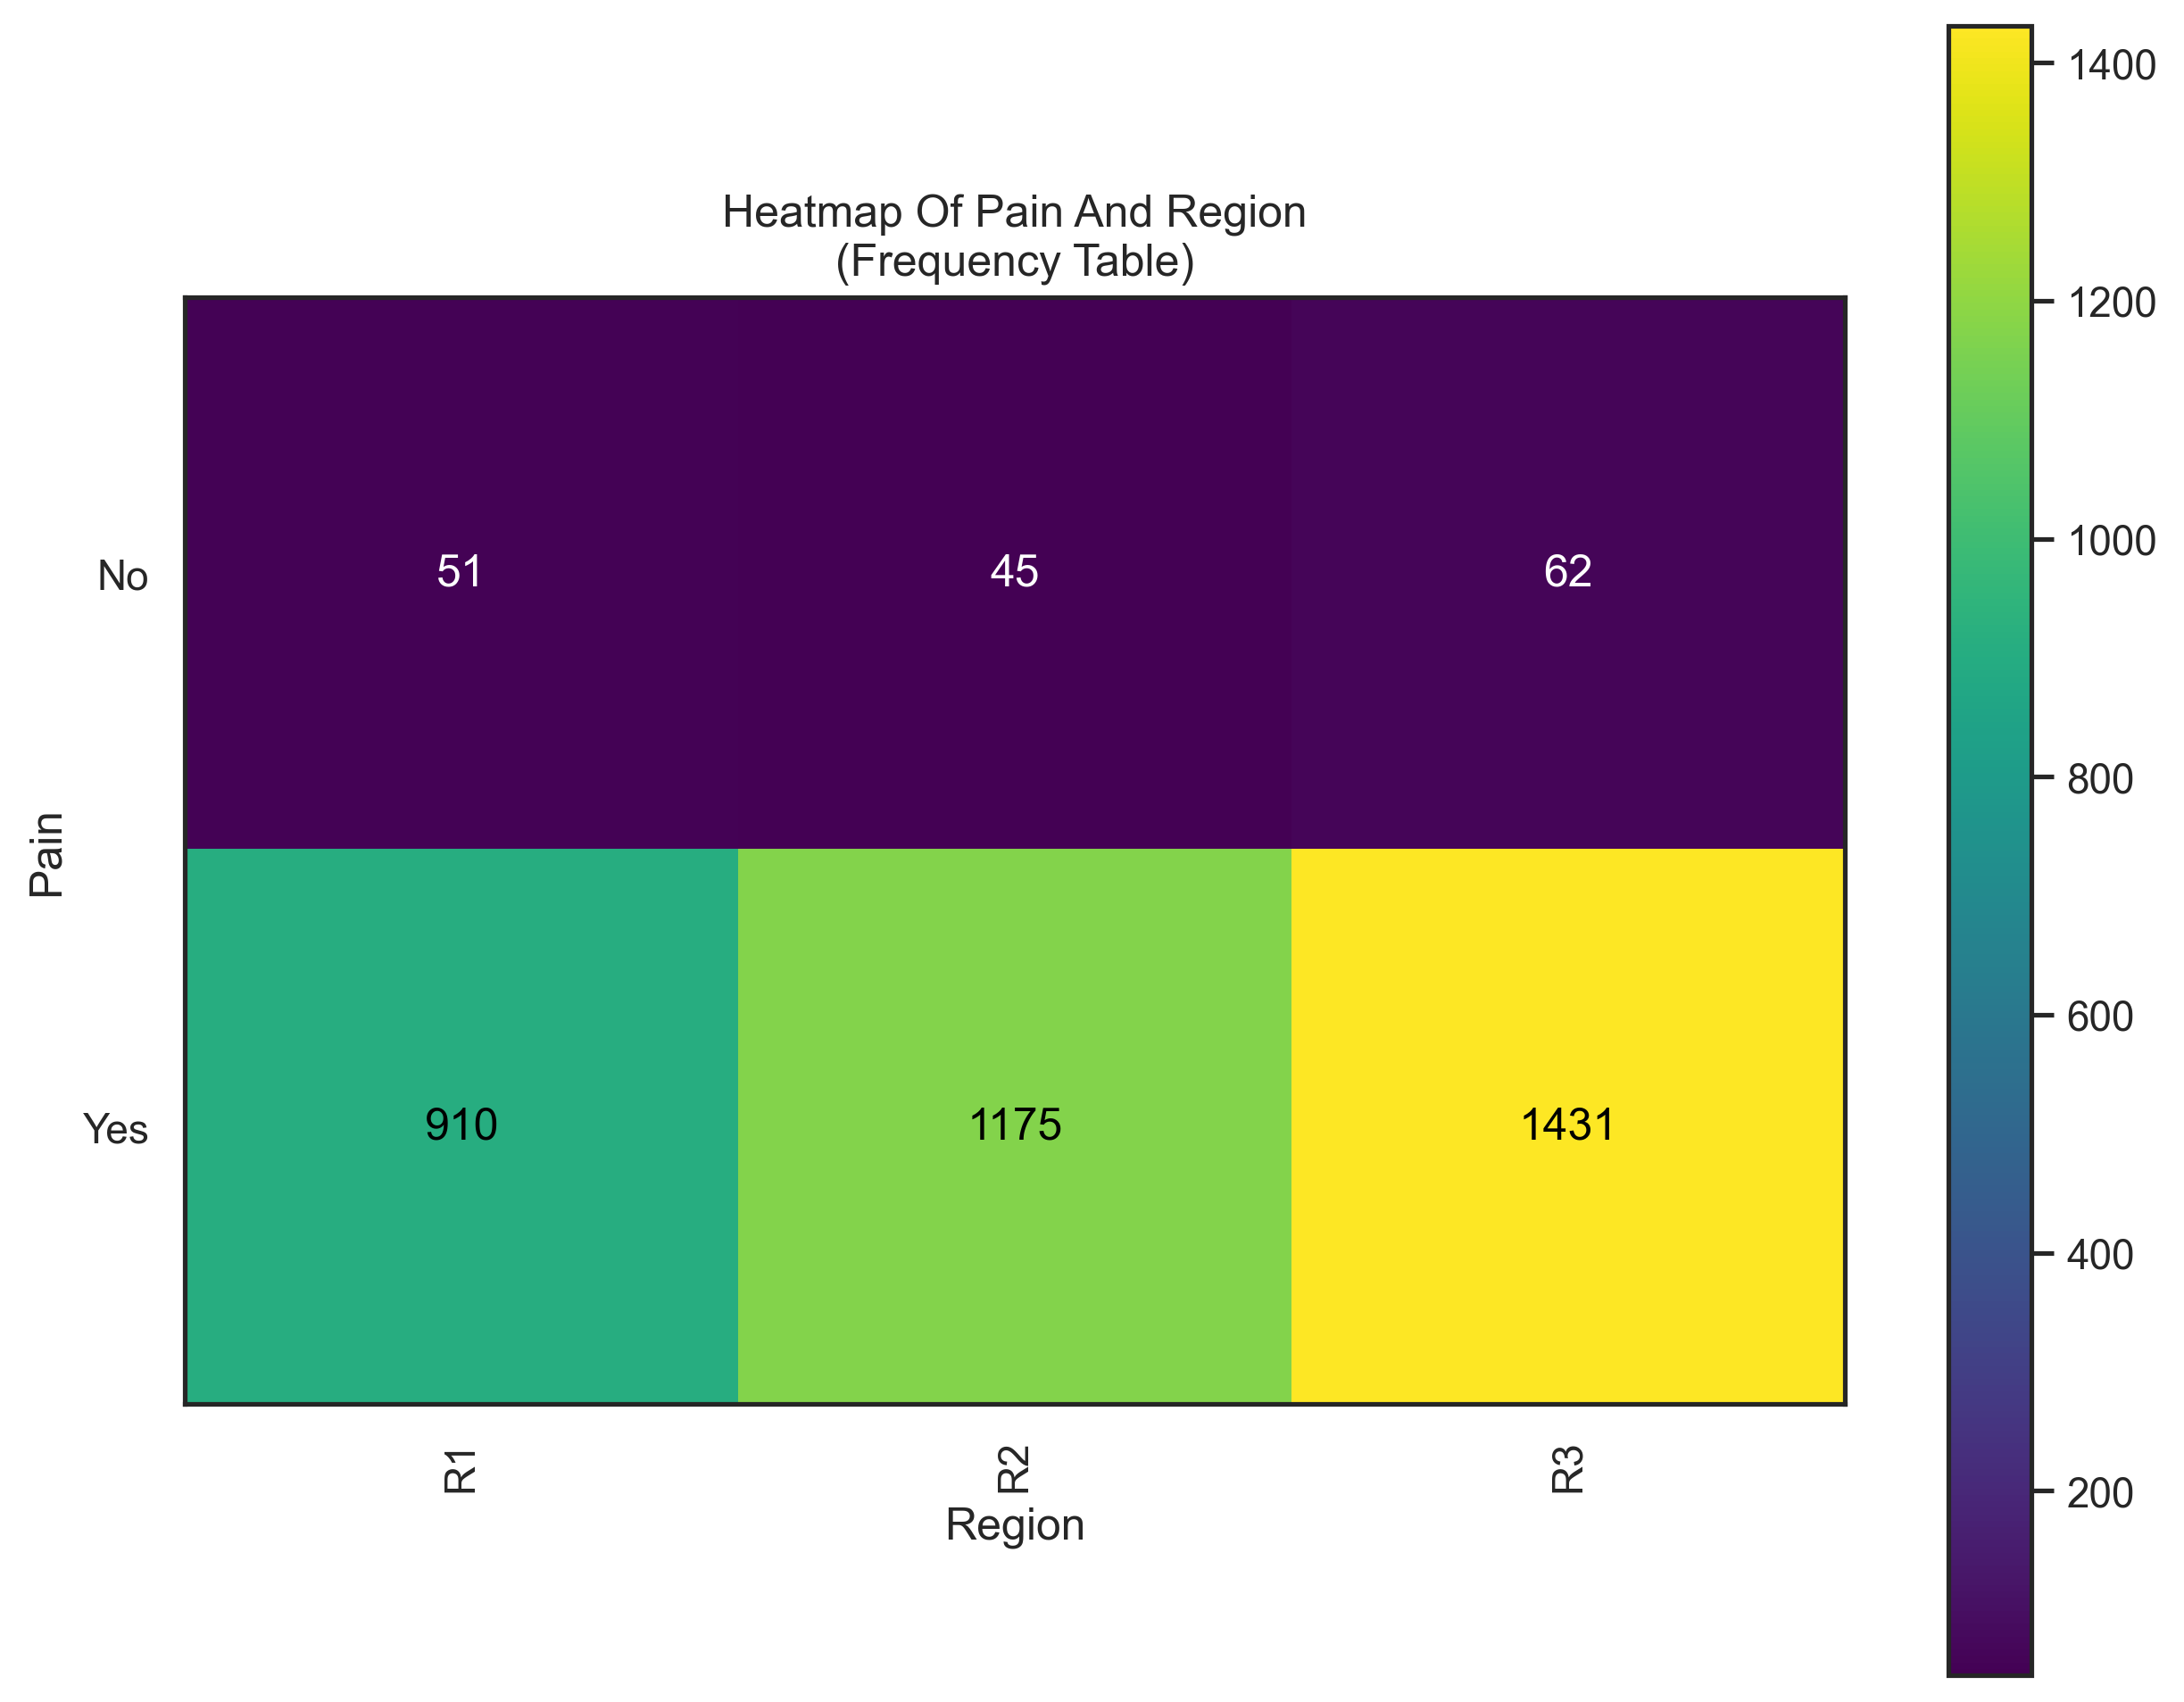 Heatmap Of Pain And Region
(Frequency Table)
Pain
No
51
45
62
Yes
910
1175
1431
R1
R2
R3
Region
1400
1200
1000
800
600
400
200